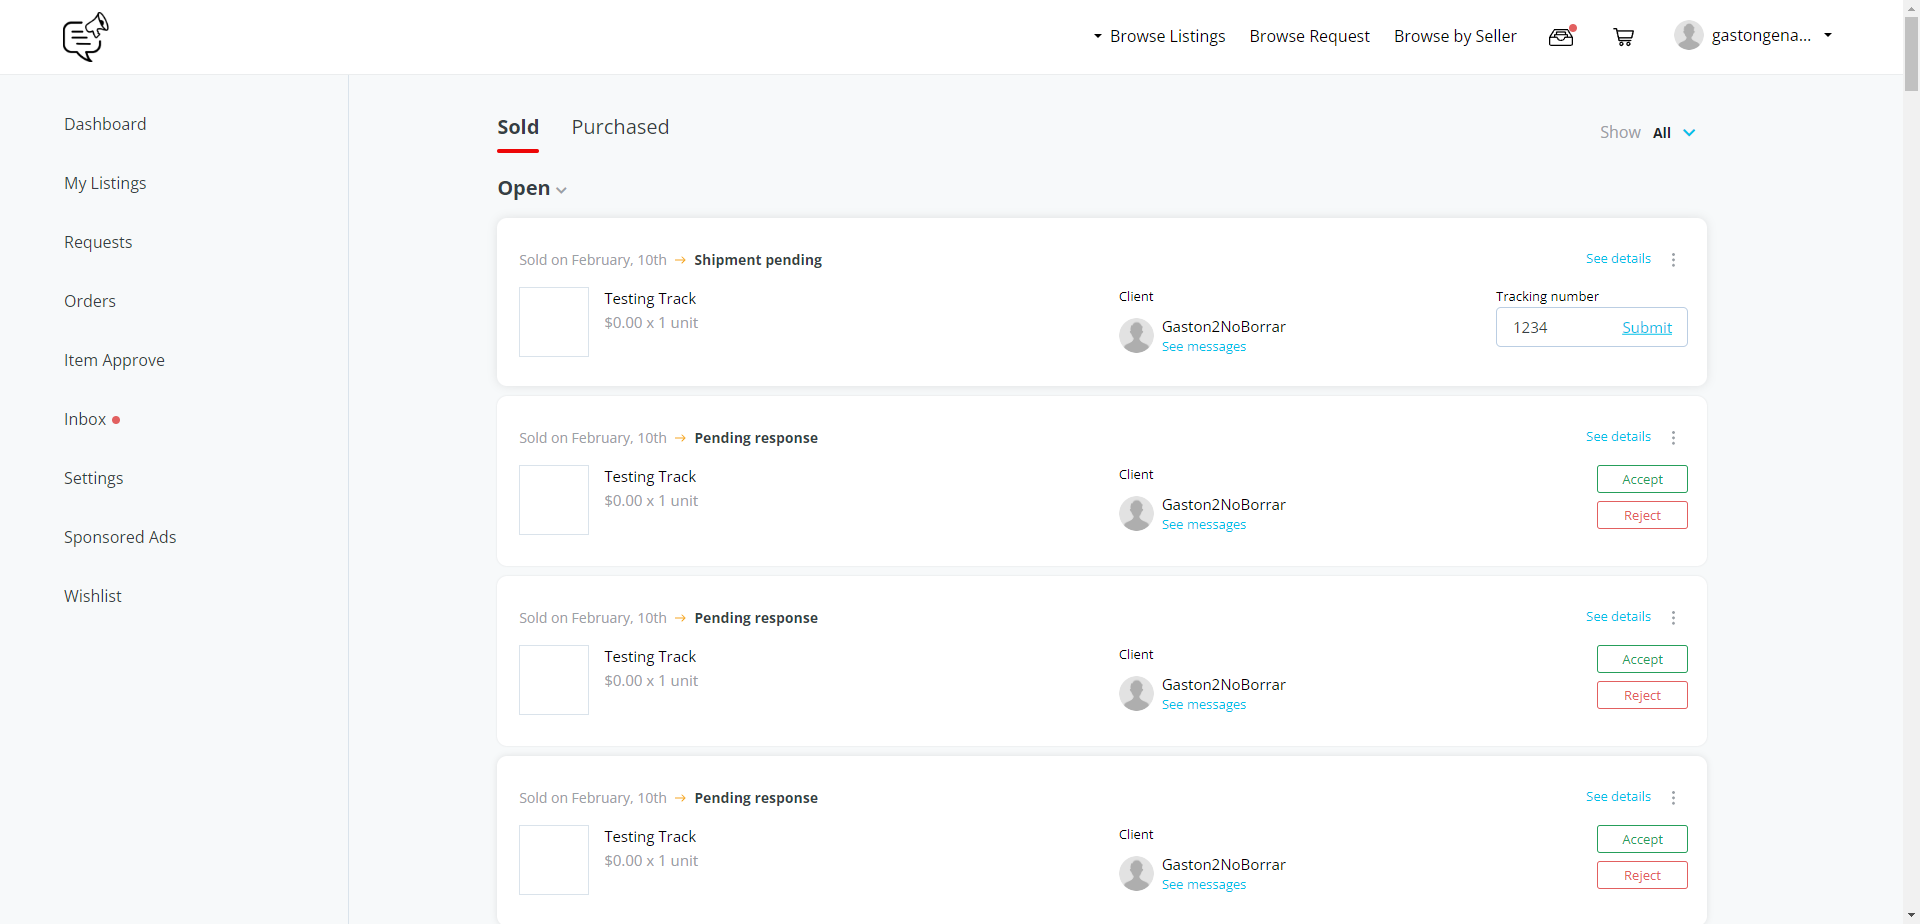 Browse Listings Browse Request Browse by Seller gastongena...
Dashboard
My Listings
Requests
Orders
Item Approve
Inbox
Settings
Sponsored Ads
Wishlist
Sold Purchased
Show All
Open
Sold on February, 10th → Shipment pending
See details
Testing Track
$0.00 x 1 unit
Client
Gaston2NoBorrar
See messages
Tracking number
1234 Submit
Sold on February, 10th → Pending response
See details
Testing Track
$0.00 x 1 unit
Client
Gaston2NoBorrar
See messages
Accept
Reject
Sold on February, 10th → Pending response
See details
Testing Track
$0.00 x 1 unit
Client
Gaston2NoBorrar
See messages
Accept
Reject
Sold on February, 10th → Pending response
See details
Testing Track
$0.00 x 1 unit
Client
Gaston2NoBorrar
See messages
Accept
Reject